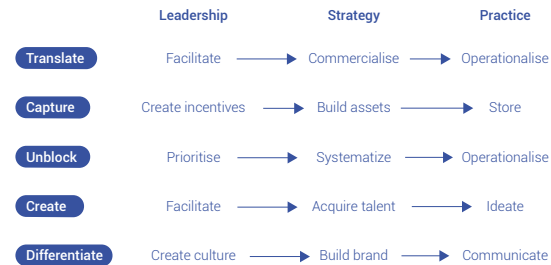 Leadership Strategy Practice
Translate Facilitate Commercialise Operationalise
Capture Create incentives Build assets Store
Unblock Prioritise Systematize Operationalise
Create Facilitate Acquire talent Ideate
Differentiate Create culture Build brand Communicate